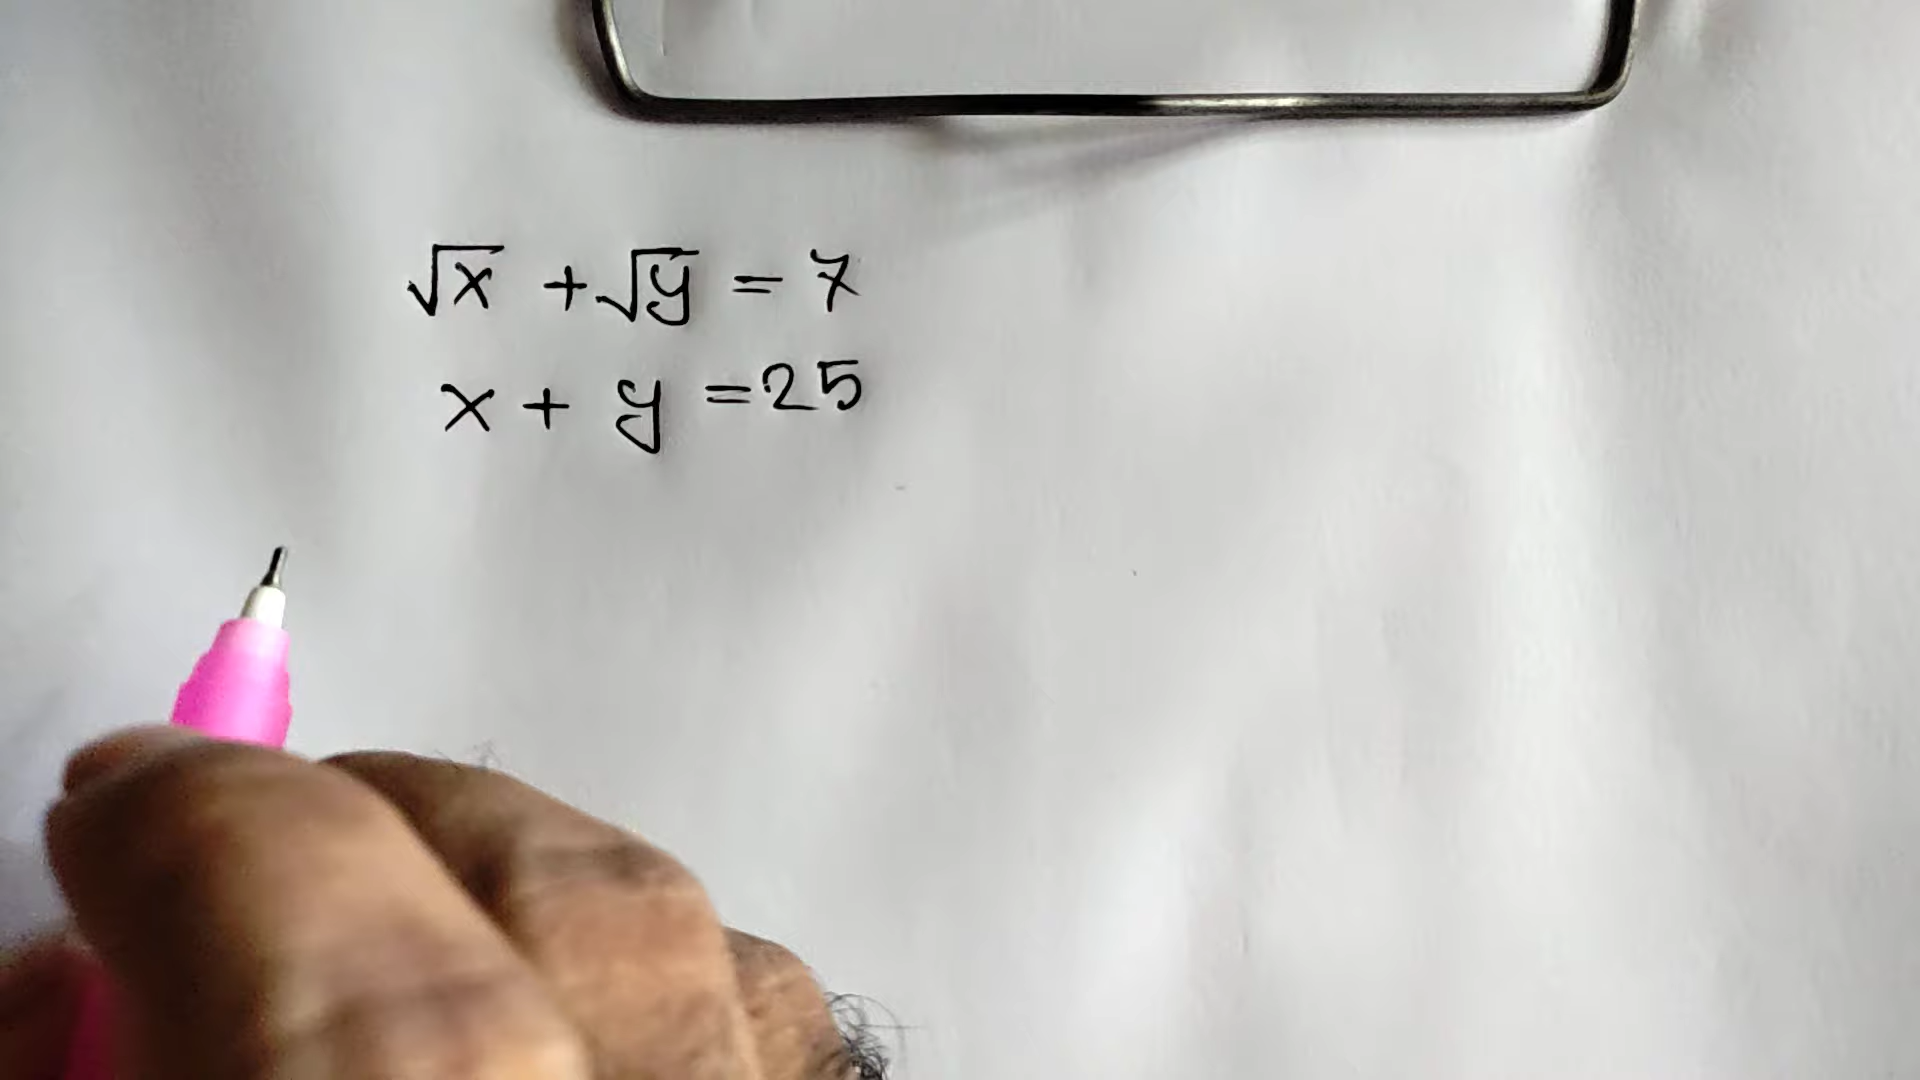 √x + √y = 7
x + y = 25